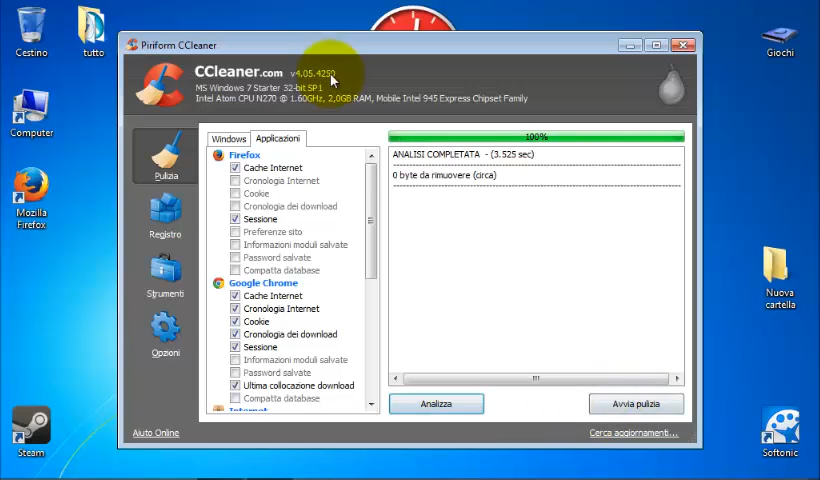 Cestino
tutto
Giochi
Computer
Mozilla
Firefox
Nuova
cartella
Steam
Softonic
Piriform CCleaner
CCleaner.com v4.05.4250
MS Windows 7 Starter 32-bit SP1
Intel Atom CPU N270 @ 1.60GHz, 2,0GB RAM, Mobile Intel 945 Express Chipset Family
Pulizia
Registro
Strumenti
Opzioni
Windows
Applicazioni
Firefox
Cache Internet
Cronologia Internet
Cookie
Cronologia dei download
Sessione
Preferenze sito
Informazioni moduli salvate
Password salvate
Compatta database
Google Chrome
Cache Internet
Cronologia Internet
Cookie
Cronologia dei download
Sessione
Informazioni moduli salvate
Password salvate
Ultima collocazione download
Compatta database
Internet
100%
ANALISI COMPLETATA - (3.525 sec)
0 byte da rimuovere (circa)
Analizza
Avvia pulizia
Aiuto Online
Cerca aggiornamenti...